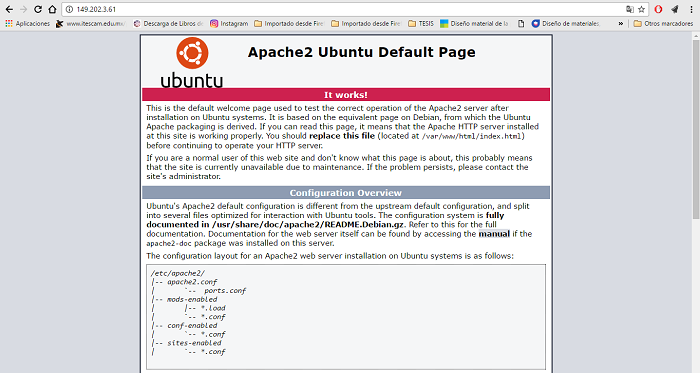 149.202.3.61
Aplicaciones www.itescam.edu.mx Descarga de Libros di Instagram Importado desde Fire Importado desde Fire TESIS Diseño material de la Diseño de materiales » Otros marcadores
ubuntu
Apache2 Ubuntu Default Page
It works!
This is the default welcome page used to test the correct operation of the Apache2 server after
installation on Ubuntu systems. It is based on the equivalent page on Debian, from which the Ubuntu
Apache packaging is derived. If you can read this page, it means that the Apache HTTP server installed
at this site is working properly. You should replace this file (located at /var/www/html/index.html)
before continuing to operate your HTTP server.
If you are a normal user of this web site and don't know what this page is about, this probably means
that the site is currently unavailable due to maintenance. If the problem persists, please contact the
site's administrator.
Configuration Overview
Ubuntu's Apache2 default configuration is different from the upstream default configuration, and split
into several files optimized for interaction with Ubuntu tools. The configuration system is fully
documented in /usr/share/doc/apache2/README.Debian.gz. Refer to this for the full
documentation. Documentation for the web server itself can be found by accessing the manual if the
apache2-doc package was installed on this server.
The configuration layout for an Apache2 web server installation on Ubuntu systems is as follows:
/etc/apache2/
|-- apache2.conf
|       `--  ports.conf
|-- mods-enabled
|       |-- *.load
|       `-- *.conf
|-- conf-enabled
|       `-- *.conf
|-- sites-enabled
|       `-- *.conf